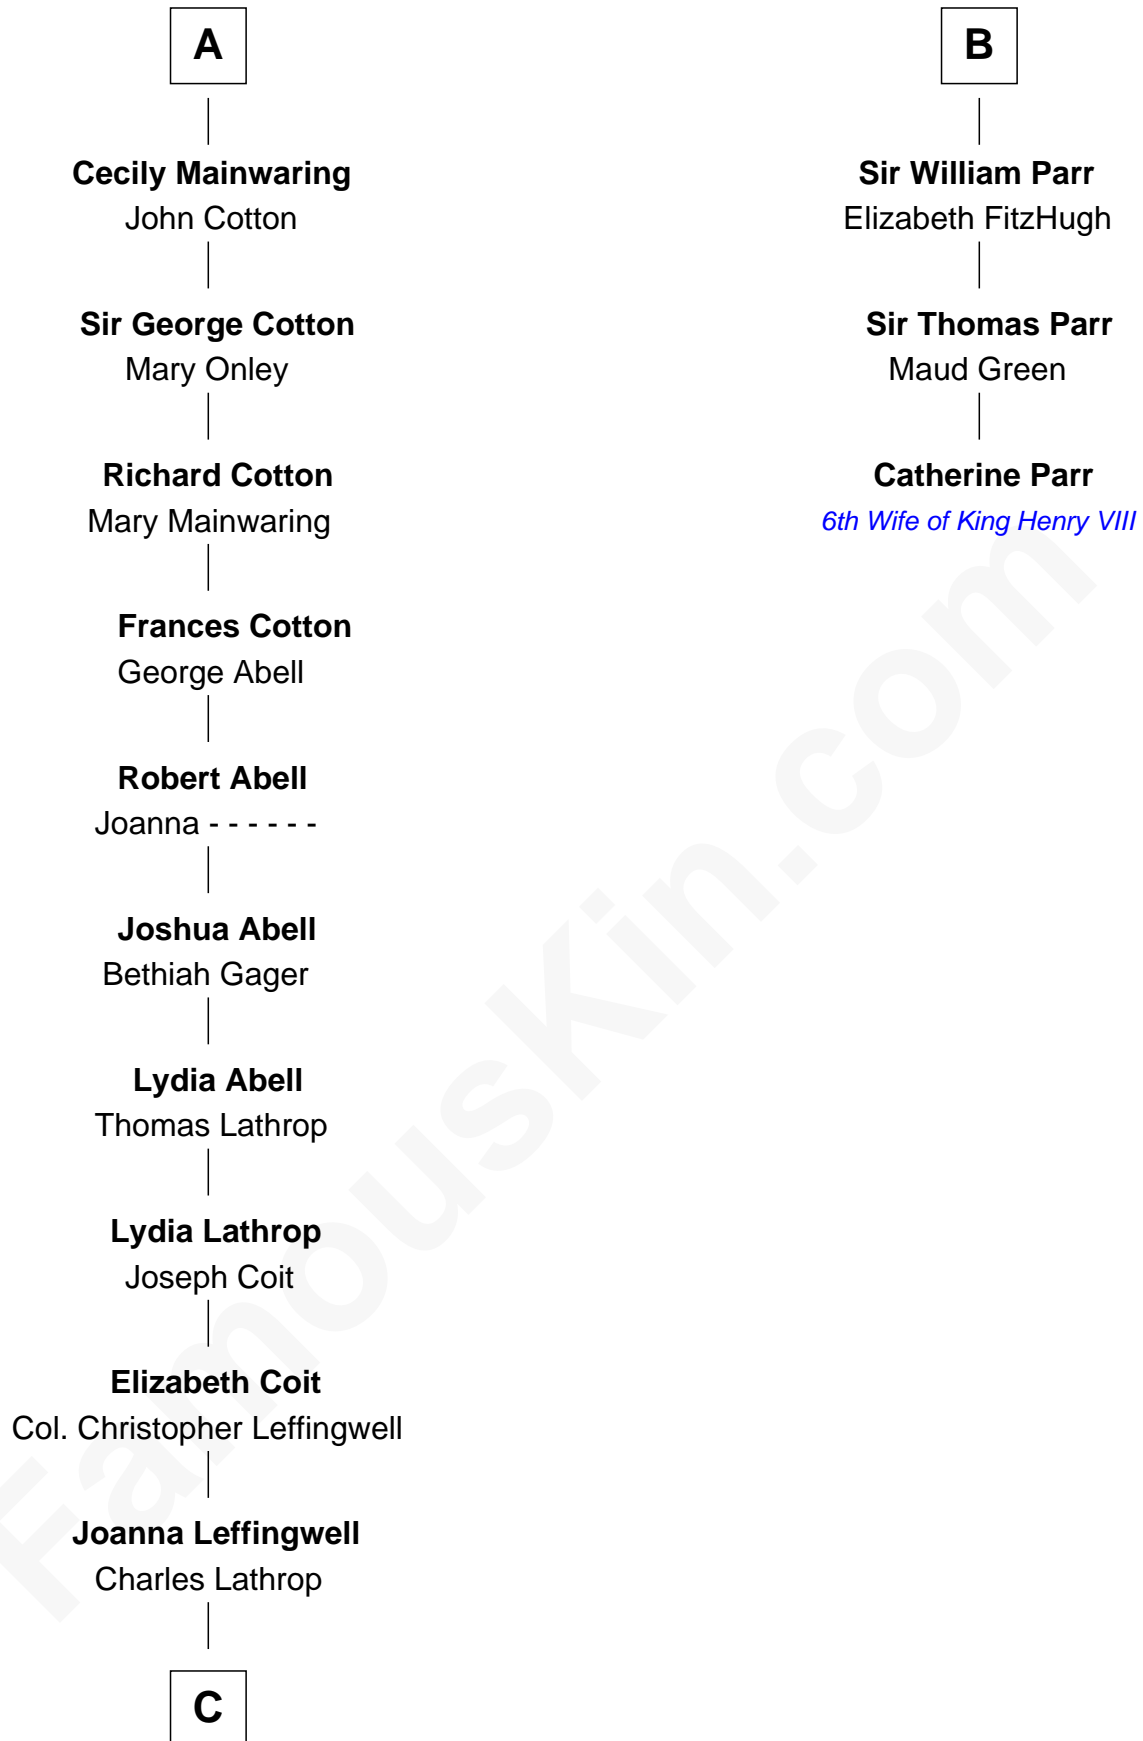 A
Cecily Mainwaring
John Cotton
Sir George Cotton
Mary Onley
Richard Cotton
Mary Mainwaring
Frances Cotton
George Abell
Robert Abell
Joanna - - - - - -
Joshua Abell
Bethiah Gager
Lydia Abell
Thomas Lathrop
Lydia Lathrop
Joseph Coit
Elizabeth Coit
Col. Christopher Leffingwell
Joanna Leffingwell
Charles Lathrop
C
B
Sir William Parr
Elizabeth FitzHugh
Sir Thomas Parr
Maud Green
Catherine Parr
6th Wife of King Henry VIII
FamousKin.com